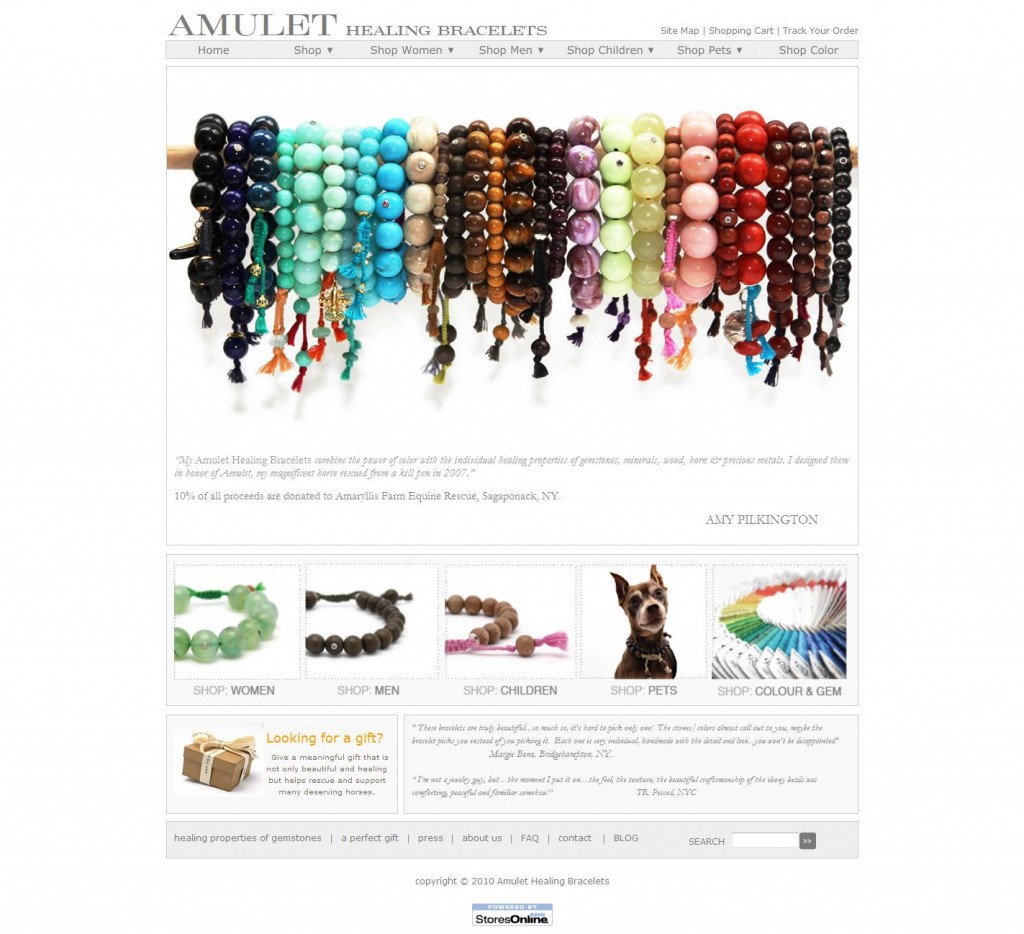 AMULET HEALING BRACELETS
Site Map | Shopping Cart | Track Your Order
Home Shop ▼ Shop Women ▼ Shop Men ▼ Shop Children ▼ Shop Pets ▼ Shop Color
"My Amulet Healing Bracelets combine the power of color with the individual healing properties of gemstones, minerals, wood, horn & precious metals. I designed them
in honor of Amulet, my magnificent horse rescued from a kill pen in 2007."
10% of all proceeds are donated to Amaryllis Farm Equine Rescue, Sagaponack, NY.
AMY PILKINGTON
SHOP: WOMEN
SHOP: MEN
SHOP: CHILDREN
SHOP: PETS
SHOP: COLOUR & GEM
Looking for a gift?
Give a meaningful gift that is
not only beautiful and healing
but helps rescue and support
many deserving horses.
" These bracelets are truly beautiful...so much so, it's hard to pick only one! The stones/ colors almost call out to you, maybe the
bracelet picks you instead of you picking it. Each one is very individual, handmade with the detail and love...you won't be disappointed"
Margie Bono, Bridgehampton, NY.
"I'm not a jewelry guy, but .. the moment I put it on....the feel, the texture, the beautiful craftsmanship of the ebony beads was
comforting, peaceful and familiar somehow!" TR Pescod, NYC
healing properties of gemstones | a perfect gift | press | about us | FAQ | contact | BLOG
SEARCH >>
copyright © 2010 Amulet Healing Bracelets
POWERED BY
StoresOnline